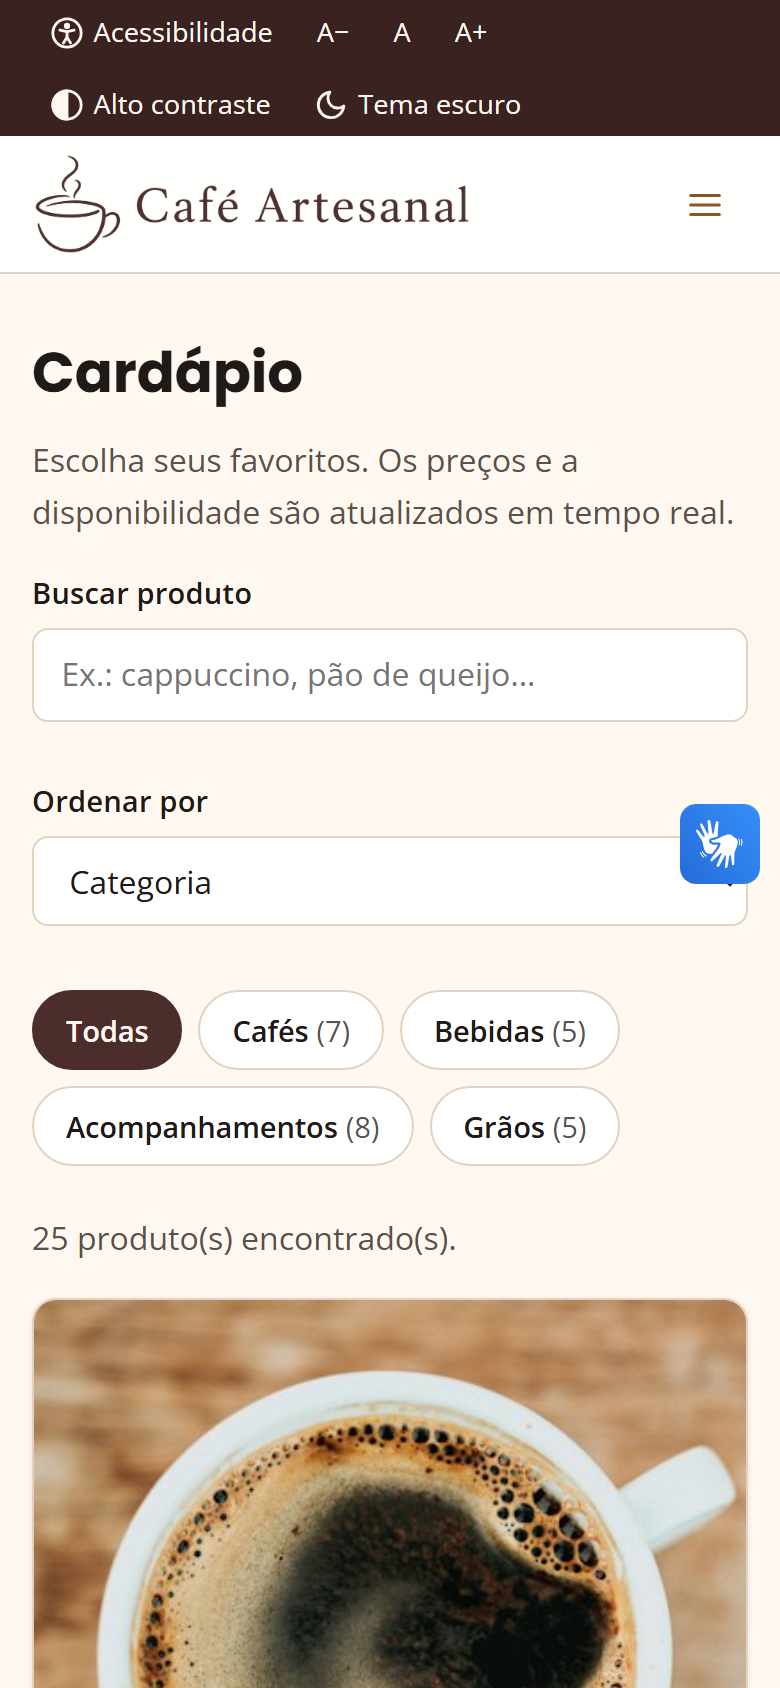 Acessibilidade A− A A+
Alto contraste Tema escuro
Café Artesanal
Cardápio
Escolha seus favoritos. Os preços e a
disponibilidade são atualizados em tempo real.
Buscar produto
Ex.: cappuccino, pão de queijo...
Ordenar por
Categoria
Todas Cafés (7) Bebidas (5)
Acompanhamentos (8) Grãos (5)
25 produto(s) encontrado(s).